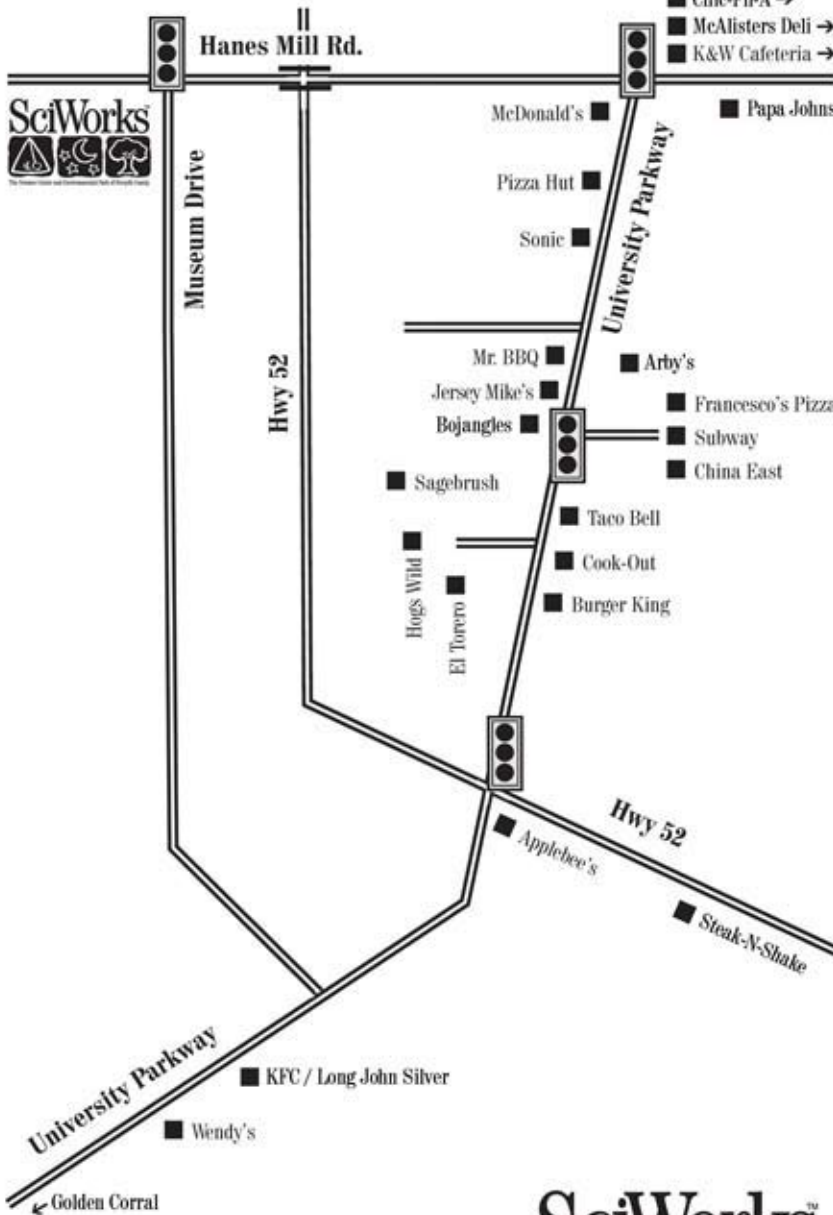 McAlisters Deli →
K&W Cafeteria →
Hanes Mill Rd.
SciWorks
McDonald's
Papa Johns
Museum Drive
Pizza Hut
University Parkway
Sonic
Hwy 52
Mr. BBQ
Arby's
Jersey Mike's
Francesco's Pizza
Bojangles
Subway
China East
Sagebrush
Taco Bell
Hogs Wild
Cook-Out
El Torero
Burger King
Hwy 52
Applebee's
Steak-N-Shake
University Parkway
KFC / Long John Silver
Wendy's
← Golden Corral
SciWorks™